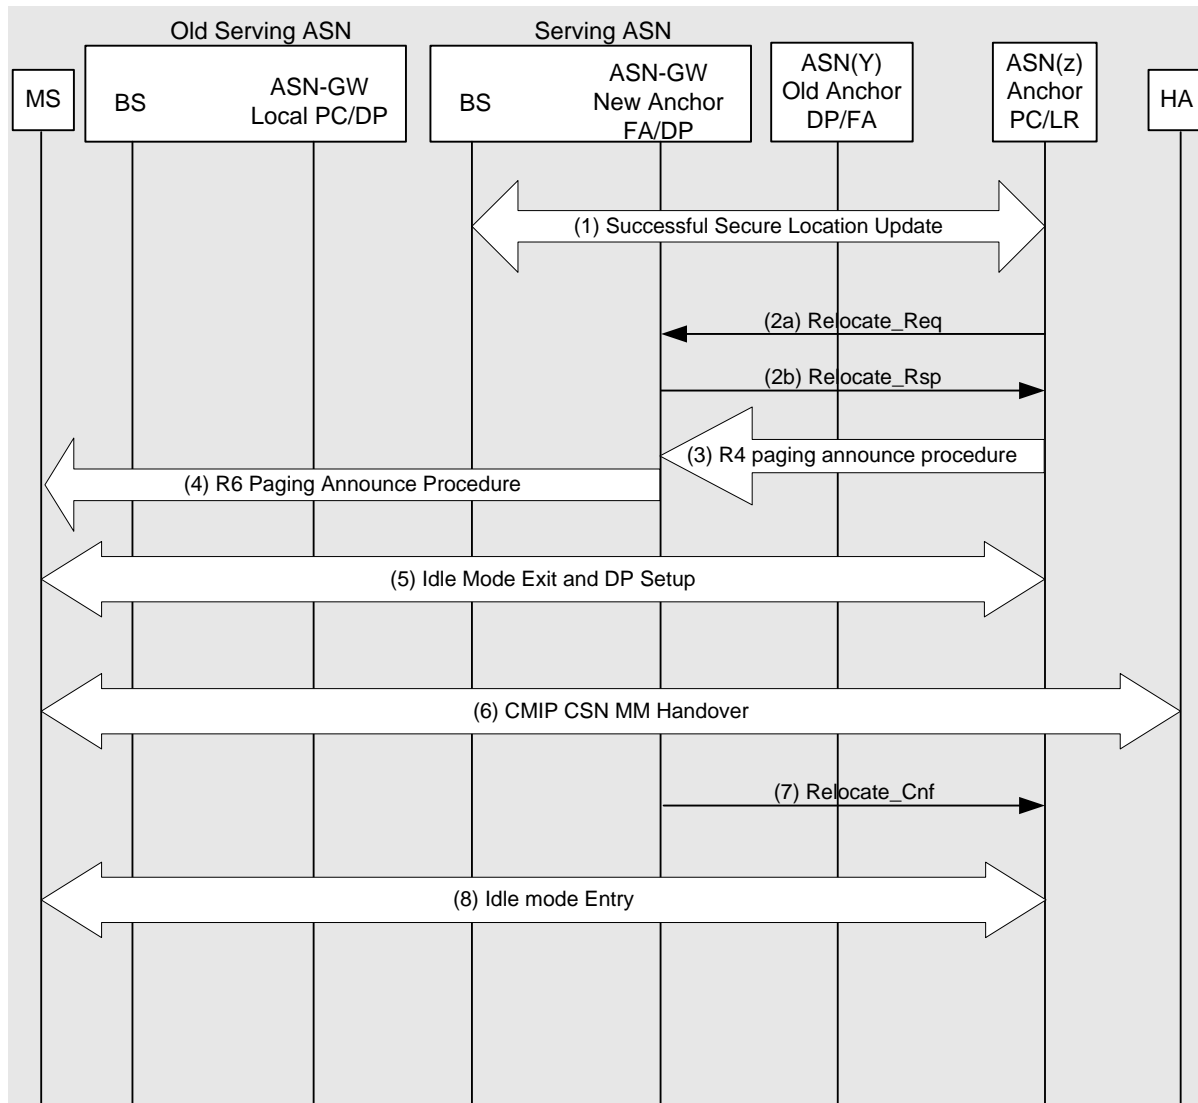 Old Serving ASN
Serving ASN
MS
BS
ASN-GW
Local PC/DP
BS
ASN-GW
New Anchor
FA/DP
ASN(Y)
Old Anchor
DP/FA
ASN(z)
Anchor
PC/LR
HA
(1) Successful Secure Location Update
(2a) Relocate_Req
(2b) Relocate_Rsp
(3) R4 paging announce procedure
(4) R6 Paging Announce Procedure
(5) Idle Mode Exit and DP Setup
(6) CMIP CSN MM Handover
(7) Relocate_Cnf
(8) Idle mode Entry